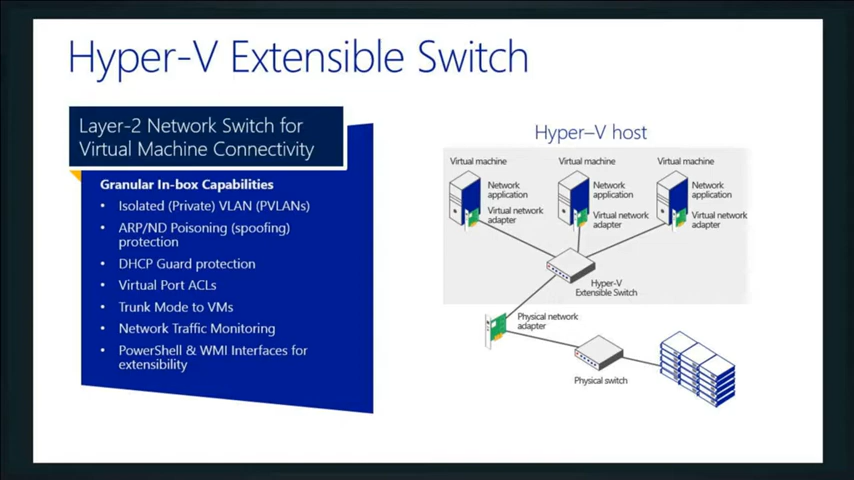 Hyper-V Extensible Switch
Layer-2 Network Switch for
Virtual Machine Connectivity
Granular In-box Capabilities
• Isolated (Private) VLAN (PVLANs)
• ARP/ND Poisoning (spoofing)
protection
• DHCP Guard protection
• Virtual Port ACLs
• Trunk Mode to VMs
• Network Traffic Monitoring
• PowerShell & WMI Interfaces for
extensibility
Hyper–V host
Virtual machine
Virtual machine
Virtual machine
Network
application
Virtual network
adapter
Network
application
Virtual network
adapter
Network
application
Virtual network
adapter
Hyper-V
Extensible Switch
Physical network
adapter
Physical switch